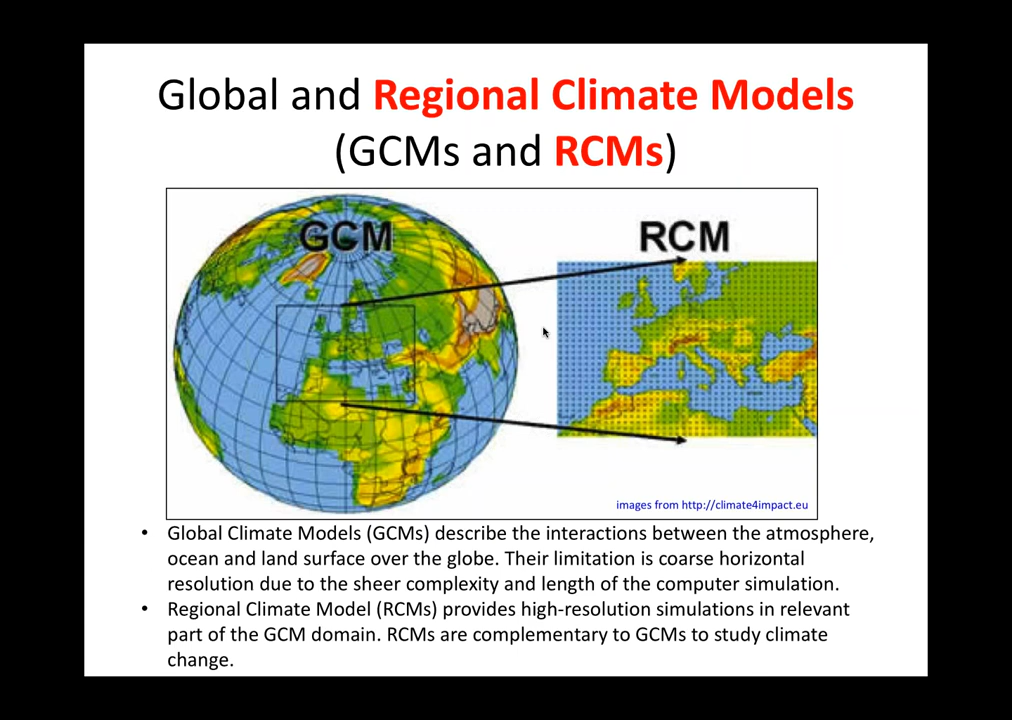 Global and Regional Climate Models
(GCMs and RCMs)
GCM
RCM
images from http://climate4impact.eu
• Global Climate Models (GCMs) describe the interactions between the atmosphere,
ocean and land surface over the globe. Their limitation is coarse horizontal
resolution due to the sheer complexity and length of the computer simulation.
• Regional Climate Model (RCMs) provides high-resolution simulations in relevant
part of the GCM domain. RCMs are complementary to GCMs to study climate
change.